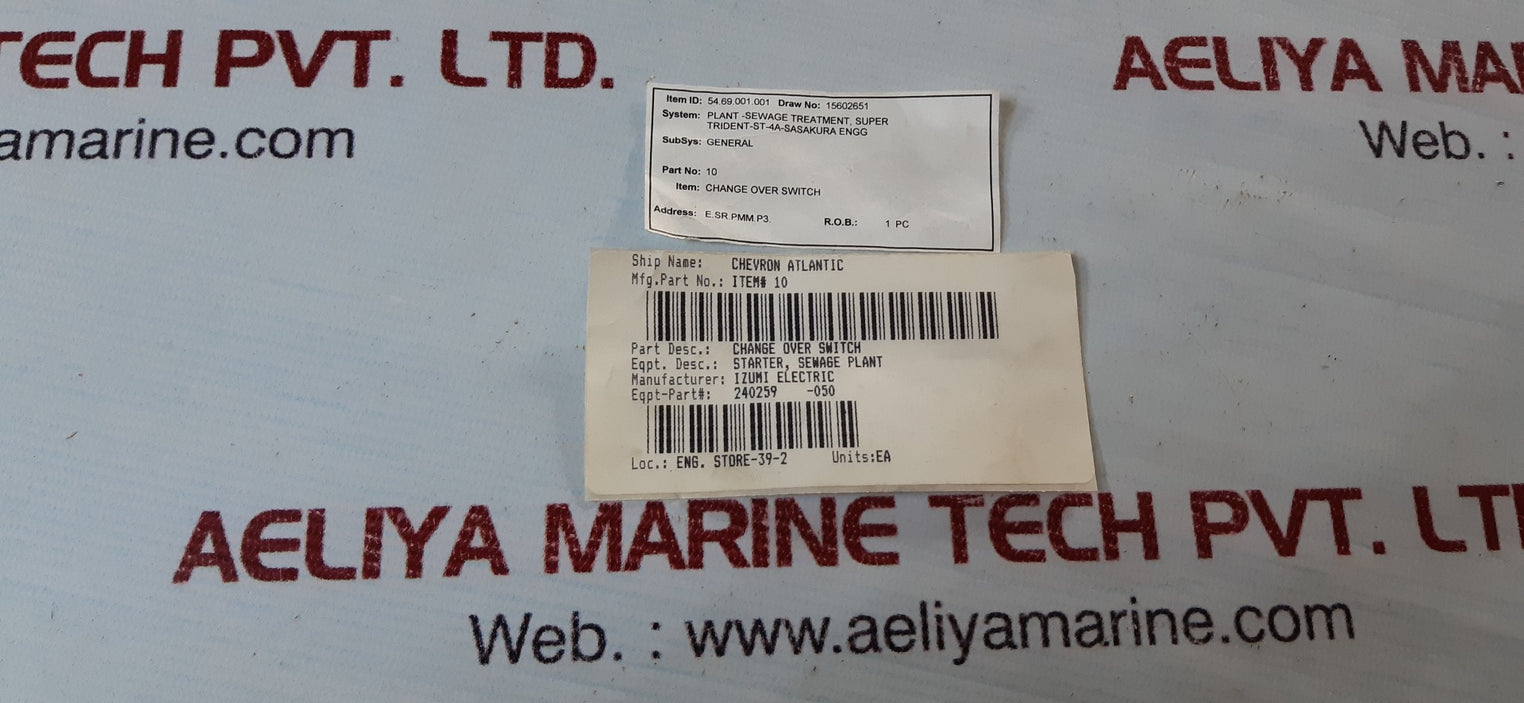 TECH PVT. LTD.
AELIYA MA
yamarine.com
Web. :
Item ID: 54.69.001.001 Draw No: 15602651
System: PLANT -SEWAGE TREATMENT, SUPER
TRIDENT-ST-4A-SASAKURA ENGG
SubSys: GENERAL
Part No: 10
Item: CHANGE OVER SWITCH
Address: E.SR.PMM.P3. R.O.B.: 1 PC
Ship Name: CHEVRON ATLANTIC
Mfg.Part No.: ITEM# 10
Part Desc.: CHANGE OVER SWITCH
Eqpt. Desc.: STARTER, SEWAGE PLANT
Manufacturer: IZUMI ELECTRIC
Eqpt-Part#: 240259 -050
Loc.: ENG. STORE-39-2 Units:EA
AELIYA MARINE TECH PVT. LT
Web. : www.aeliyamarine.com